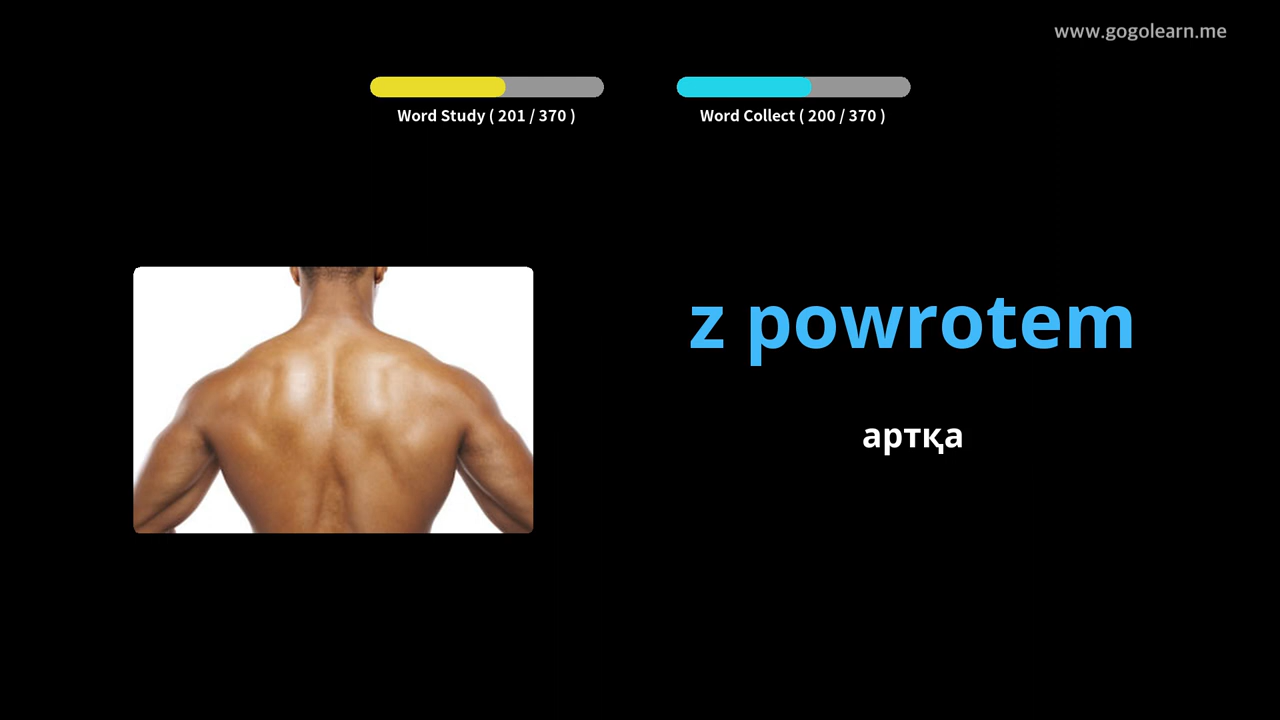 www.gogolearn.me
Word Study ( 201 / 370 )
Word Collect ( 200 / 370 )
z powrotem
артқа